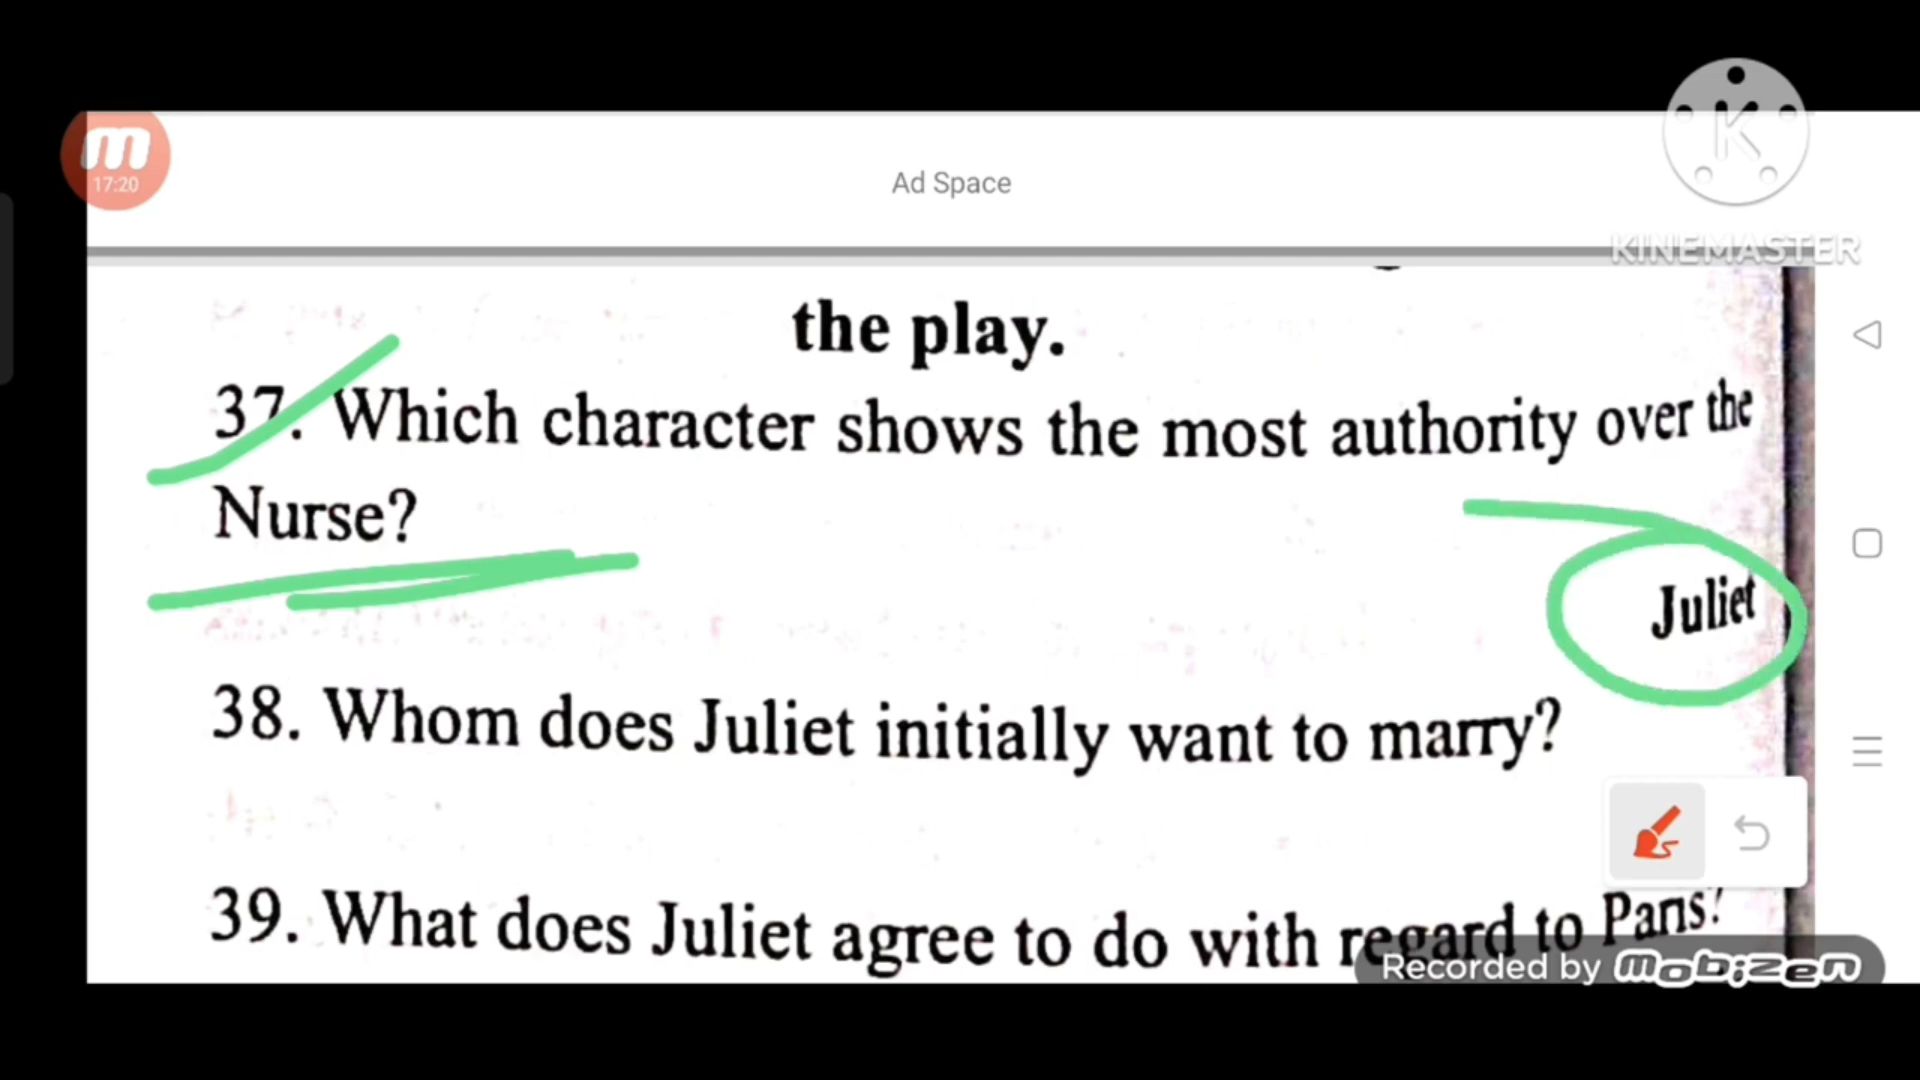 17:20
Ad Space
K
KINEMASTER
the play.
37. Which character shows the most authority over the
Nurse?
Juliet
38. Whom does Juliet initially want to marry?
39. What does Juliet agree to do with regard to Paris?
Recorded by mobizen